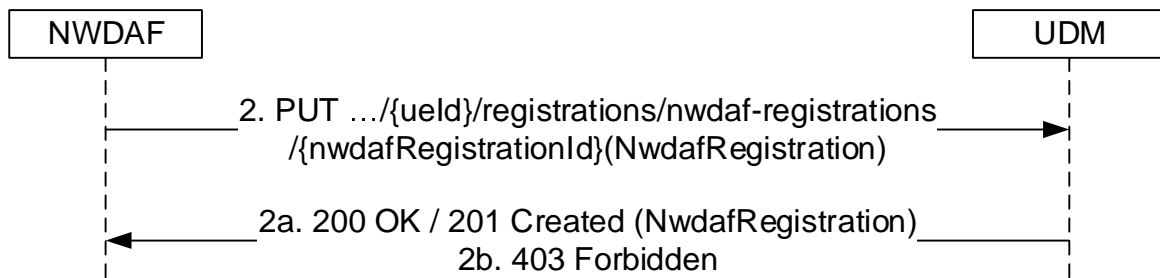 NWDAF
UDM
2. PUT …/{ueId}/registrations/nwdaf-registrations
/{nwdafRegistrationId}(NwdafRegistration)
2a. 200 OK / 201 Created (NwdafRegistration)
2b. 403 Forbidden